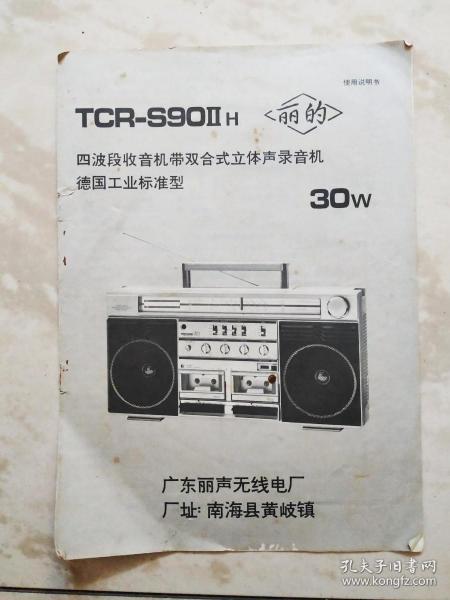 使用说明书
TCR-S90ⅡH <丽的>
四波段收音机带双合式立体声录音机
德国工业标准型
30W
广东丽声无线电厂
厂址:南海县黄岐镇
孔夫子旧书网
www.kongfz.com